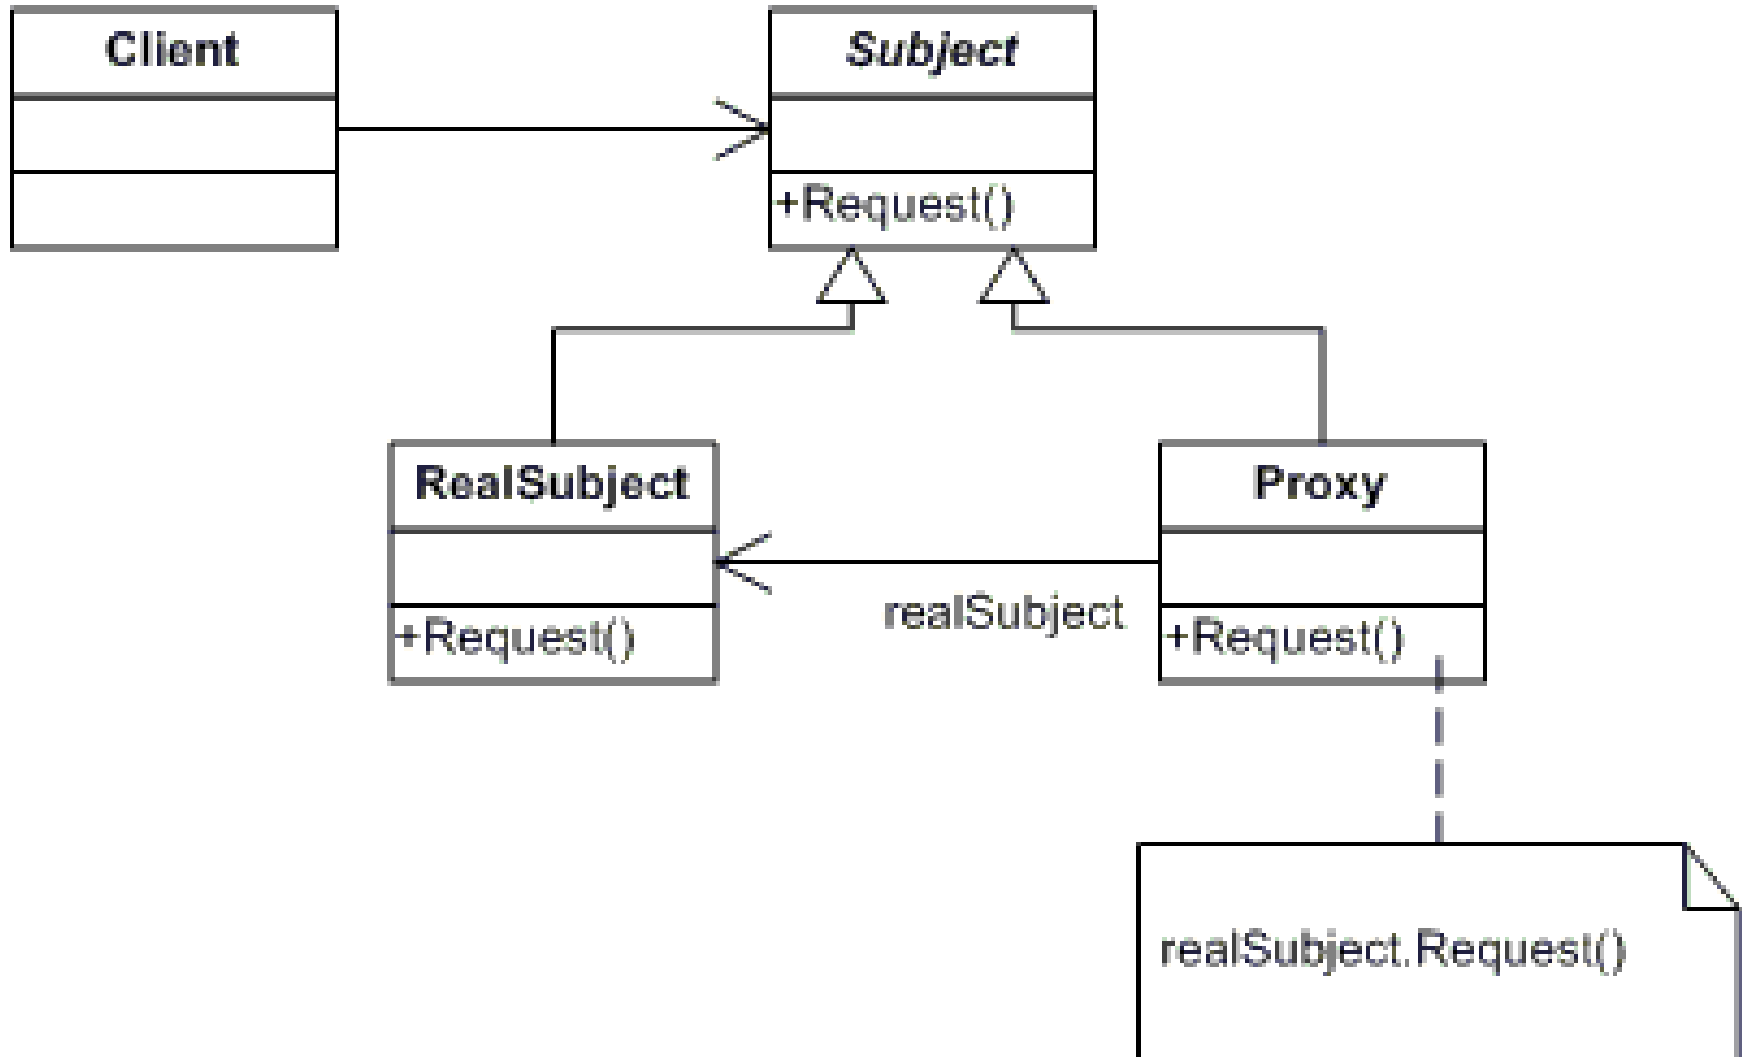 Client
Subject
+Request()
RealSubject
Proxy
realSubject
+Request()
+Request()
realSubject.Request()